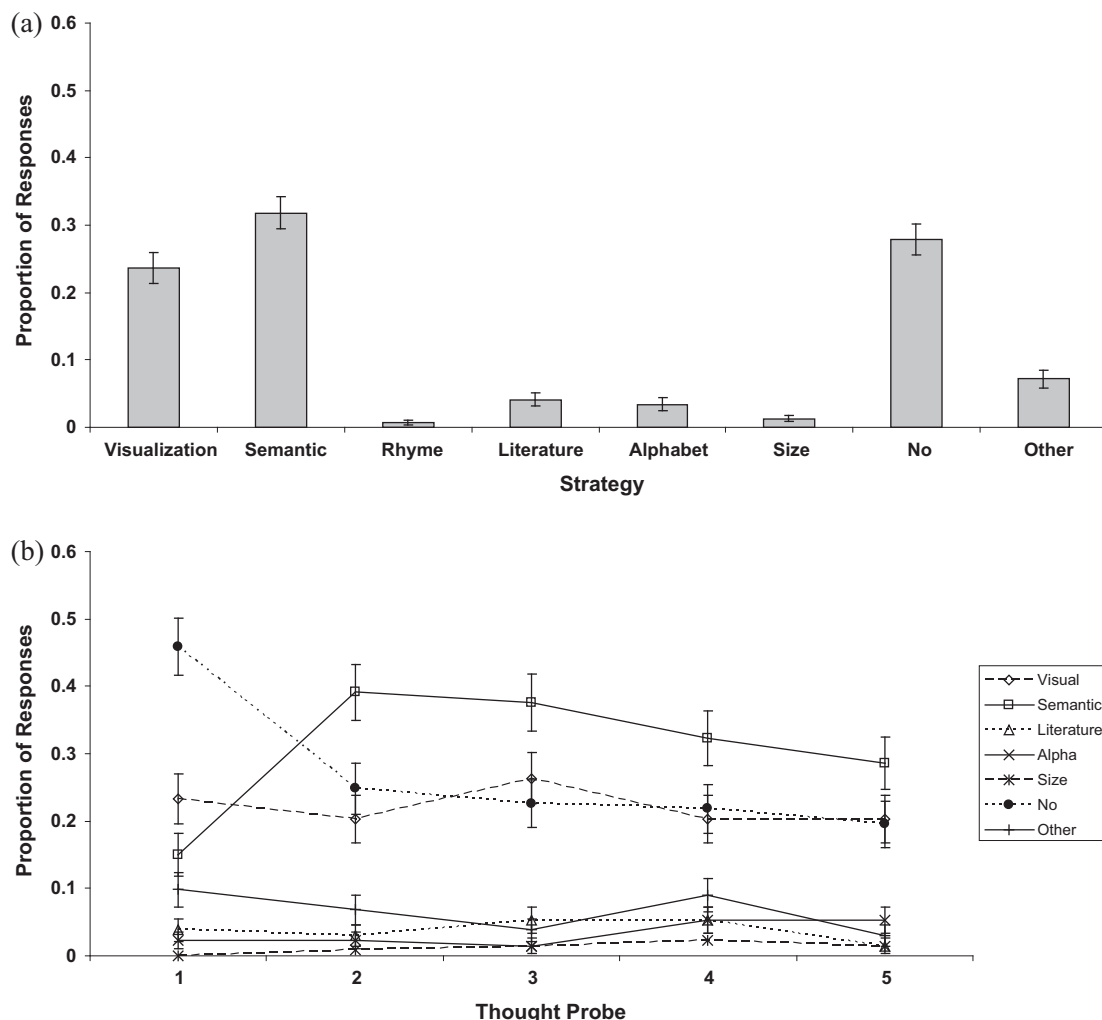 (a)
0.6
0.5
0.4
0.3
0.2
0.1
0
Proportion of Responses
Visualization Semantic Rhyme Literature Alphabet Size No Other
Strategy
(b)
0.6
0.5
0.4
0.3
0.2
0.1
0
Proportion of Responses
1 2 3 4 5
Thought Probe
Visual
Semantic
Literature
Alpha
Size
No
Other